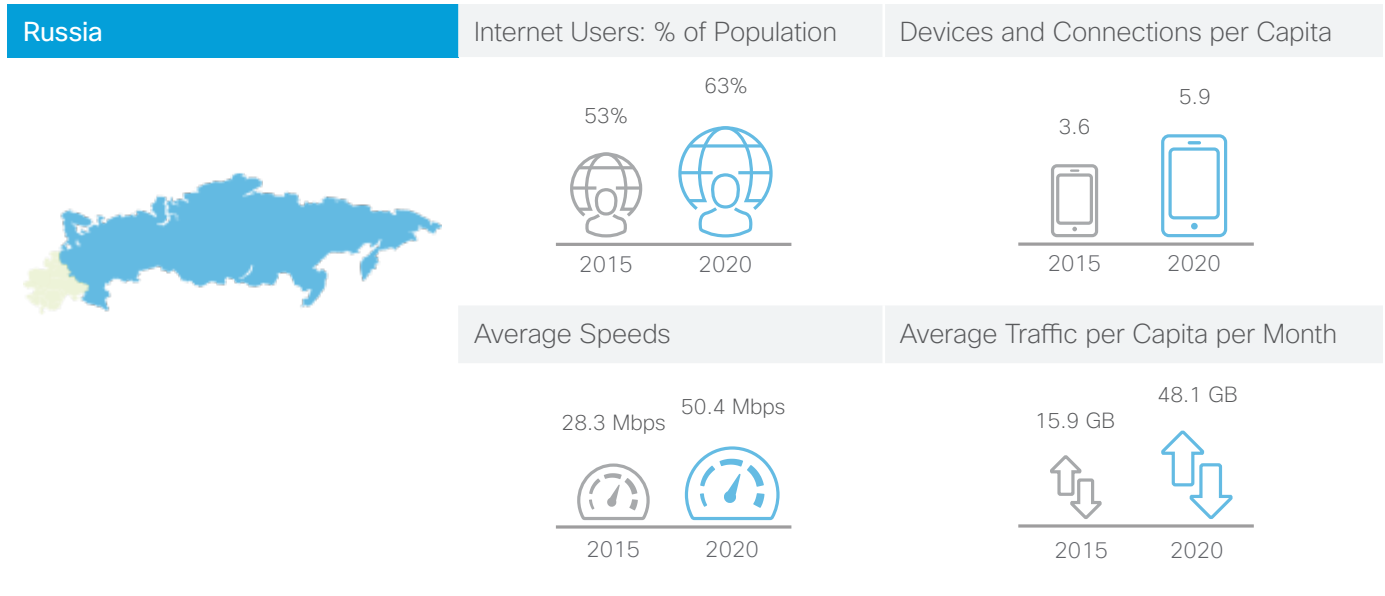 Russia
Internet Users: % of Population
53%
63%
2015
2020
Devices and Connections per Capita
3.6
5.9
2015
2020
Average Speeds
28.3 Mbps
50.4 Mbps
2015
2020
Average Traffic per Capita per Month
15.9 GB
48.1 GB
2015
2020